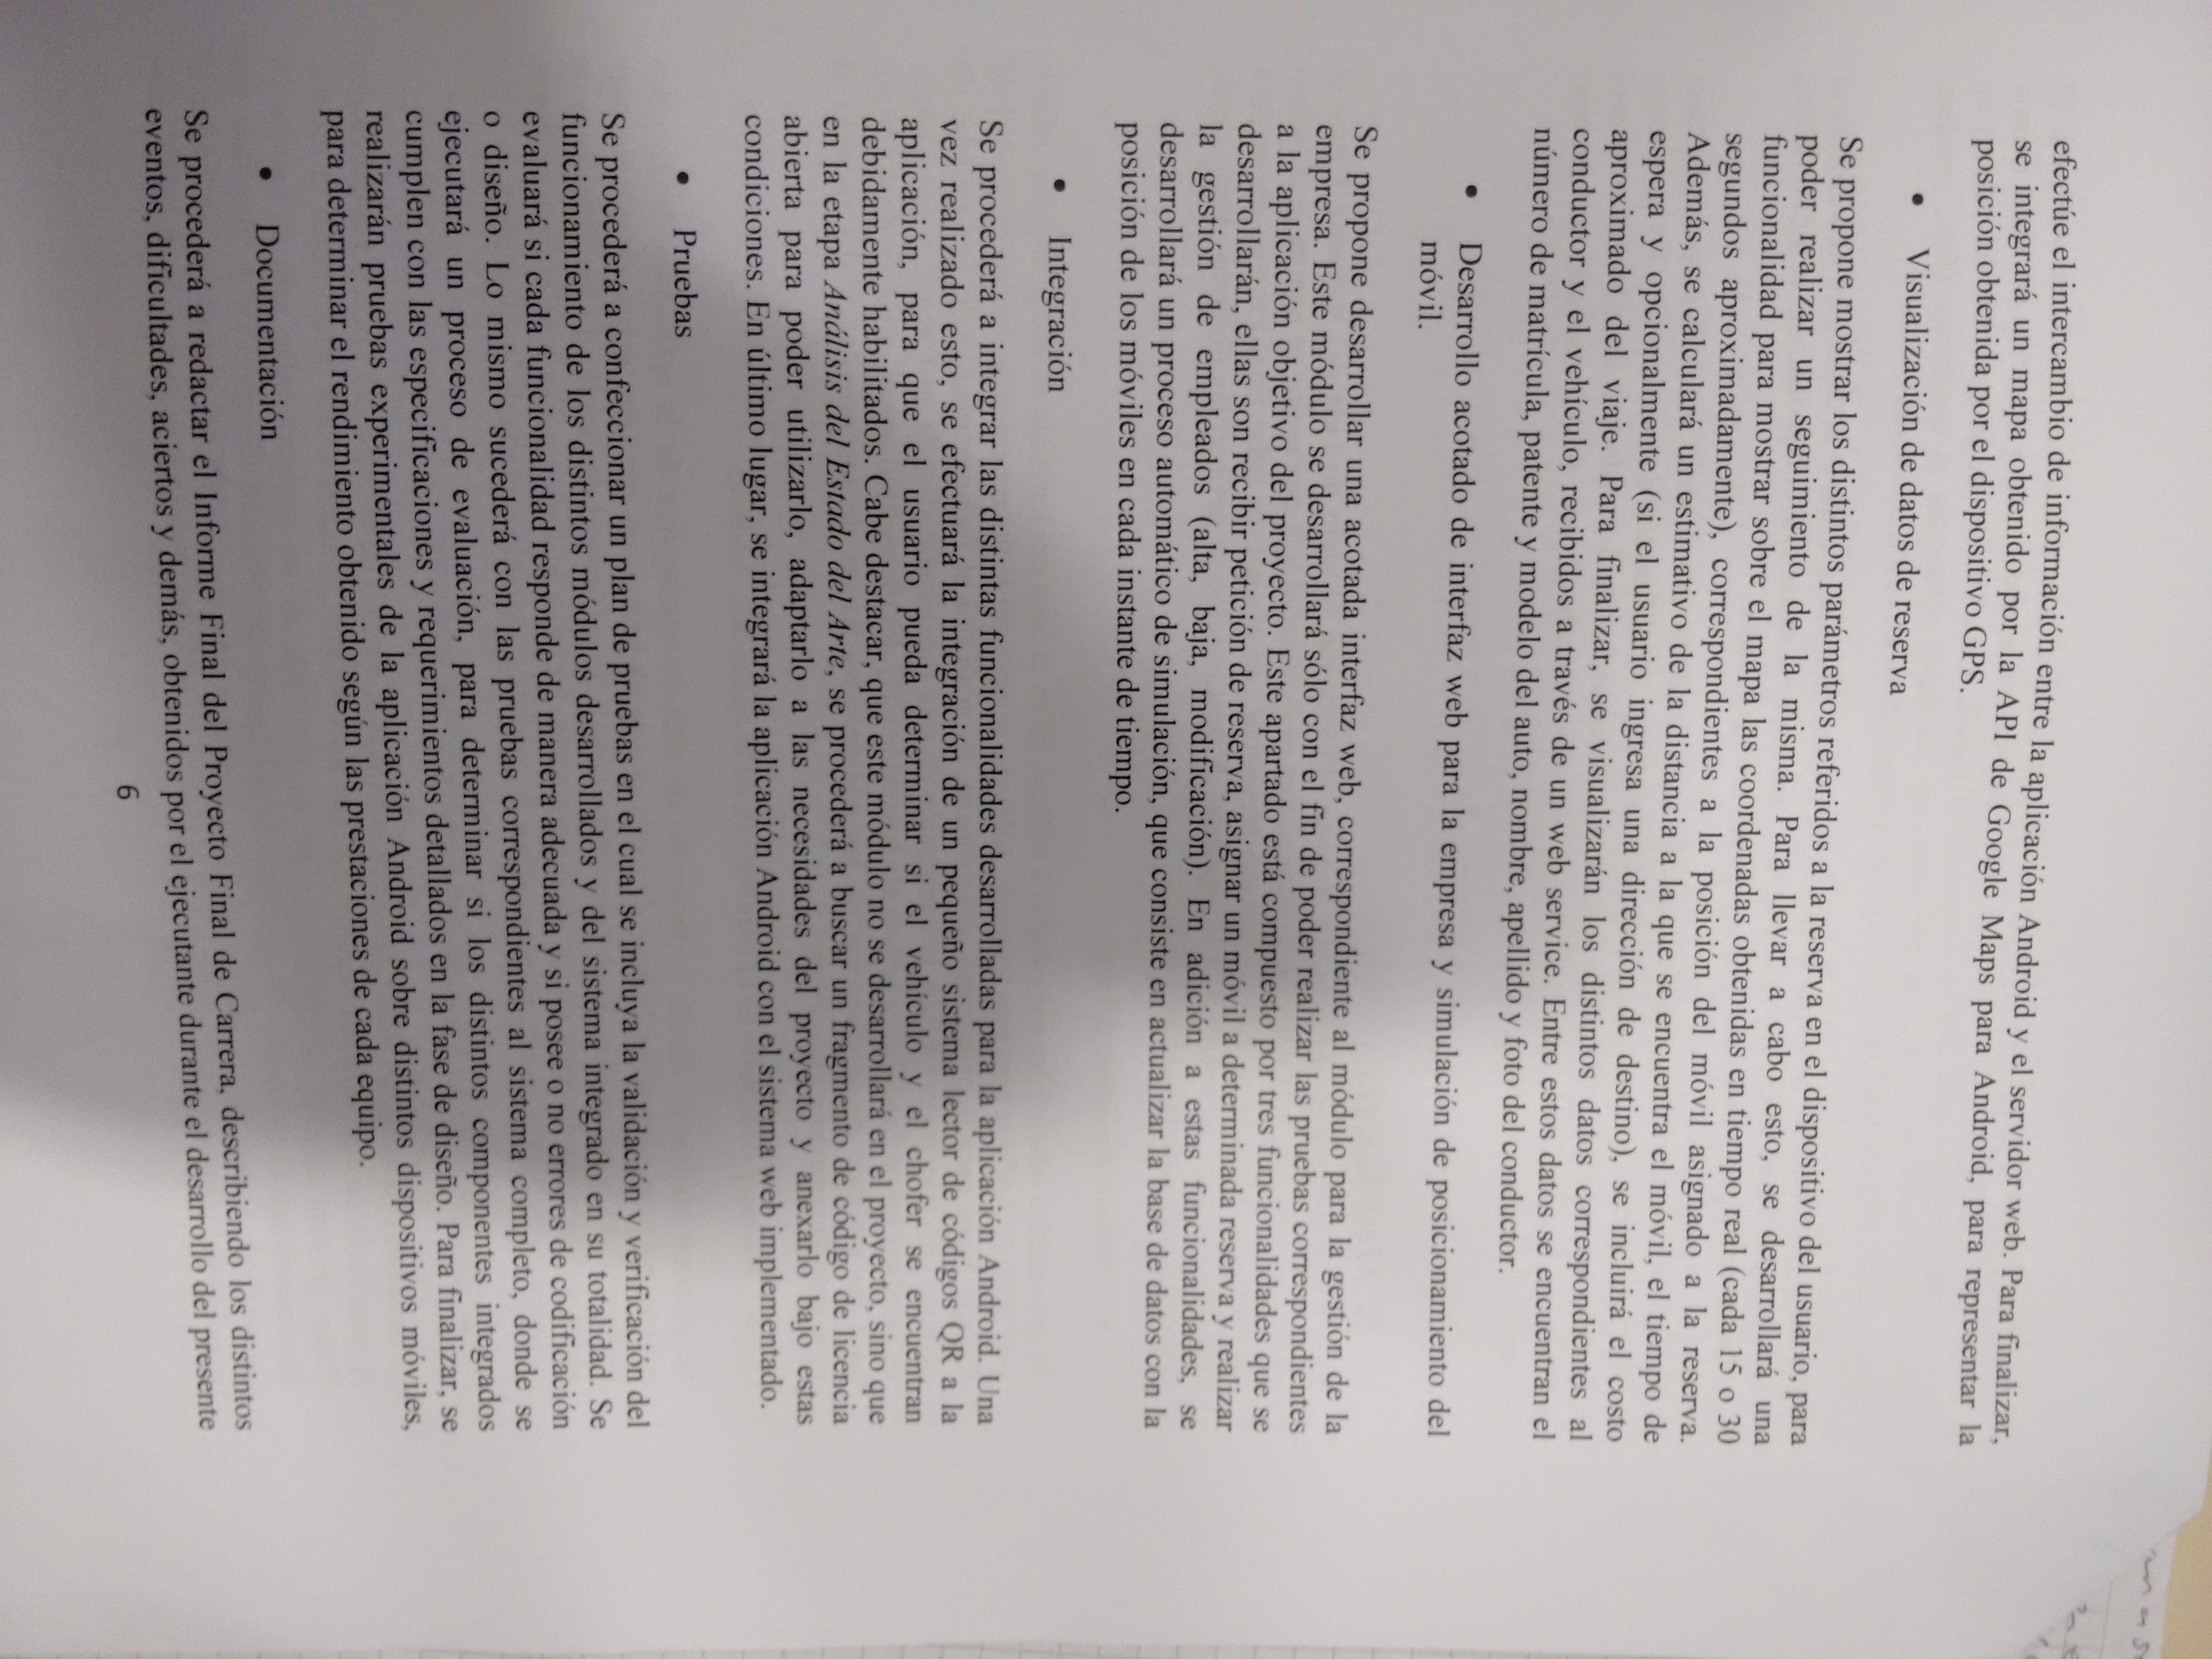 efectúe el intercambio de información entre la aplicación Android y el servidor web. Para finalizar,
se integrará un mapa obtenido por la API de Google Maps para Android, para representar la
posición obtenida por el dispositivo GPS.
• Visualización de datos de reserva
Se propone mostrar los distintos parámetros referidos a la reserva en el dispositivo del usuario, para
poder realizar un seguimiento de la misma. Para llevar a cabo esto, se desarrollará una
funcionalidad para mostrar sobre el mapa las coordenadas obtenidas en tiempo real (cada 15 o 30
segundos aproximadamente), correspondientes a la posición del móvil asignado a la reserva.
Además, se calculará un estimativo de la distancia a la que se encuentra el móvil, el tiempo de
espera y opcionalmente (si el usuario ingresa una dirección de destino), se incluirá el costo
aproximado del viaje. Para finalizar, se visualizarán los distintos datos correspondientes al
conductor y el vehículo, recibidos a través de un web service. Entre estos datos se encuentran el
número de matrícula, patente y modelo del auto, nombre, apellido y foto del conductor.
• Desarrollo acotado de interfaz web para la empresa y simulación de posicionamiento del
móvil.
Se propone desarrollar una acotada interfaz web, correspondiente al módulo para la gestión de la
empresa. Este módulo se desarrollará sólo con el fin de poder realizar las pruebas correspondientes
a la aplicación objetivo del proyecto. Este apartado está compuesto por tres funcionalidades que se
desarrollarán, ellas son recibir petición de reserva, asignar un móvil a determinada reserva y realizar
la gestión de empleados (alta, baja, modificación). En adición a estas funcionalidades, se
desarrollará un proceso automático de simulación, que consiste en actualizar la base de datos con la
posición de los móviles en cada instante de tiempo.
• Integración
Se procederá a integrar las distintas funcionalidades desarrolladas para la aplicación Android. Una
vez realizado esto, se efectuará la integración de un pequeño sistema lector de códigos QR a la
aplicación, para que el usuario pueda determinar si el vehículo y el chofer se encuentran
debidamente habilitados. Cabe destacar, que este módulo no se desarrollará en el proyecto, sino que
en la etapa Análisis del Estado del Arte, se procederá a buscar un fragmento de código de licencia
abierta para poder utilizarlo, adaptarlo a las necesidades del proyecto y anexarlo bajo estas
condiciones. En último lugar, se integrará la aplicación Android con el sistema web implementado.
• Pruebas
Se procederá a confeccionar un plan de pruebas en el cual se incluya la validación y verificación del
funcionamiento de los distintos módulos desarrollados y del sistema integrado en su totalidad. Se
evaluará si cada funcionalidad responde de manera adecuada y si posee o no errores de codificación
o diseño. Lo mismo sucederá con las pruebas correspondientes al sistema completo, donde se
ejecutará un proceso de evaluación, para determinar si los distintos componentes integrados
cumplen con las especificaciones y requerimientos detallados en la fase de diseño. Para finalizar, se
realizarán pruebas experimentales de la aplicación Android sobre distintos dispositivos móviles,
para determinar el rendimiento obtenido según las prestaciones de cada equipo.
• Documentación
Se procederá a redactar el Informe Final del Proyecto Final de Carrera, describiendo los distintos
eventos, dificultades, aciertos y demás, obtenidos por el ejecutante durante el desarrollo del presente
6